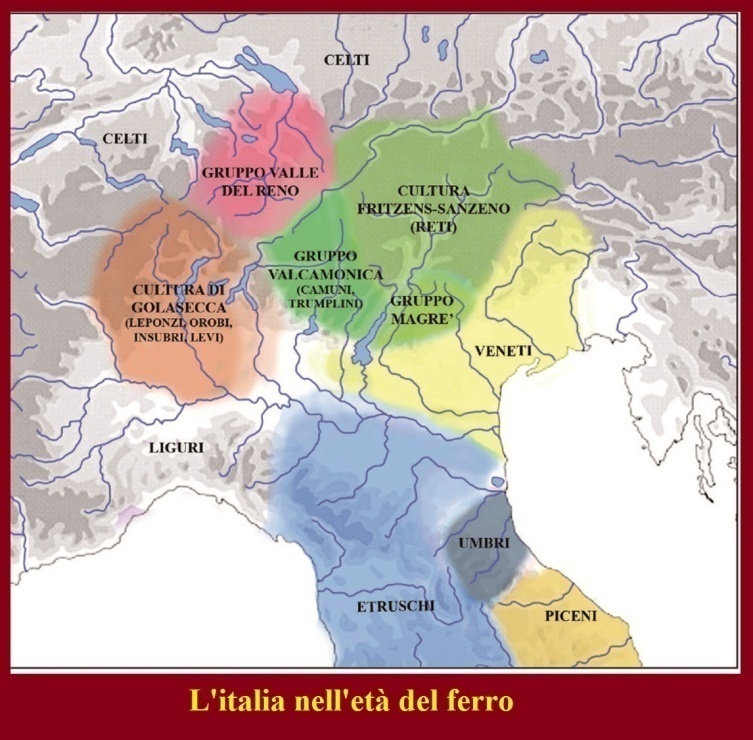 CELTI
CELTI
GRUPPO VALLE
DEL RENO
CULTURA
FRITZENS-SANZENO
(RETI)
GRUPPO
VALCAMONICA
(CAMUNI,
TRUMPLINI)
CULTURA DI
GOLASECCA
(LEPONZI, OROBI,
INSUBRI, LEVI)
GRUPPO
MAGRE’
VENETI
LIGURI
UMBRI
ETRUSCHI
PICENI
L'italia nell'età del ferro